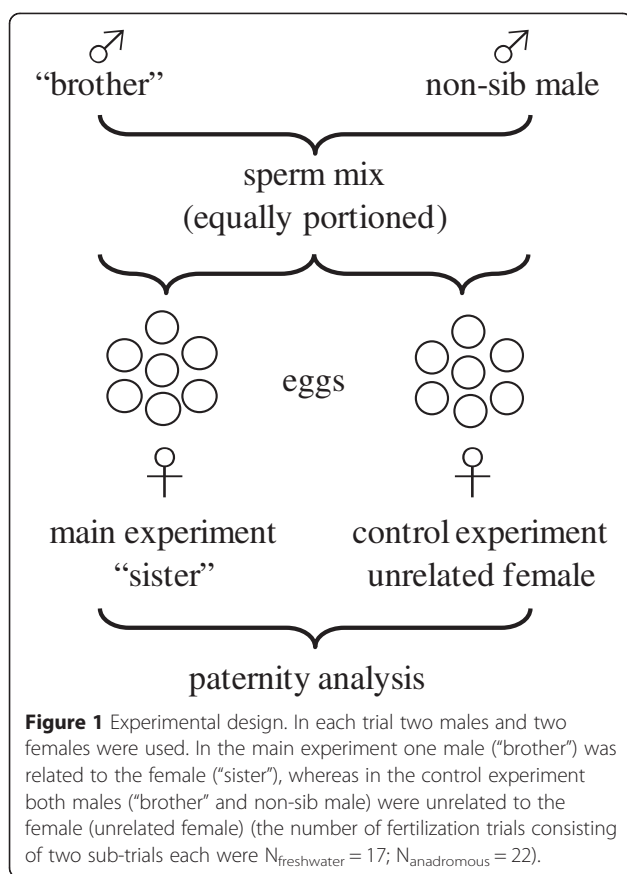 “brother” non-sib male
sperm mix
(equally portioned)
eggs
main experiment control experiment
“sister” unrelated female
paternity analysis
Figure 1 Experimental design. In each trial two males and two
females were used. In the main experiment one male (“brother”) was
related to the female (“sister”), whereas in the control experiment
both males (“brother” and non-sib male) were unrelated to the
female (unrelated female) (the number of fertilization trials consisting
of two sub-trials each were Nfreshwater = 17; Nanadromous = 22).